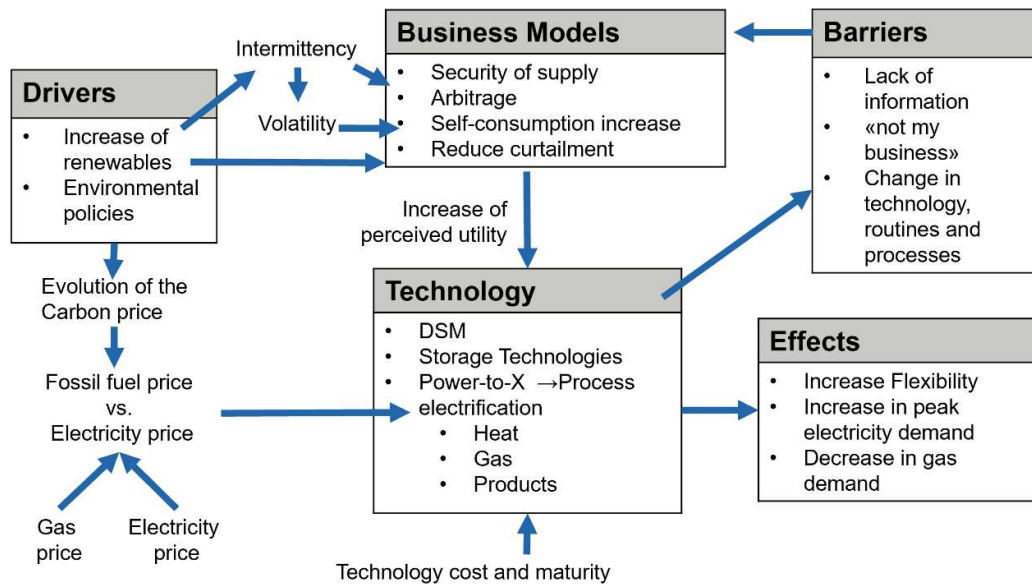 Drivers
• Increase of
renewables
• Environmental
policies
Intermittency
Volatility
Business Models
• Security of supply
• Arbitrage
• Self-consumption increase
• Reduce curtailment
Barriers
• Lack of
information
• «not my
business»
• Change in
technology,
routines and
processes
Increase of
perceived utility
Evolution of the
Carbon price
Fossil fuel price
vs.
Electricity price
Gas
price
Electricity
price
Technology
• DSM
• Storage Technologies
• Power-to-X →Process
electrification
• Heat
• Gas
• Products
Effects
• Increase Flexibility
• Increase in peak
electricity demand
• Decrease in gas
demand
Technology cost and maturity